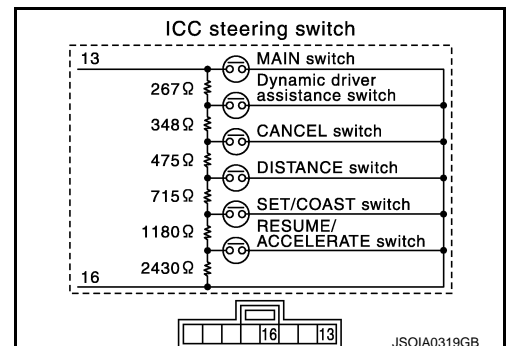 ICC steering switch
13
MAIN switch
267Ω
Dynamic driver
assistance switch
348Ω
CANCEL switch
475Ω
DISTANCE switch
715Ω
SET/COAST switch
1180Ω
RESUME/
ACCELERATE switch
2430Ω
16
16 13
JSOIA0319GB